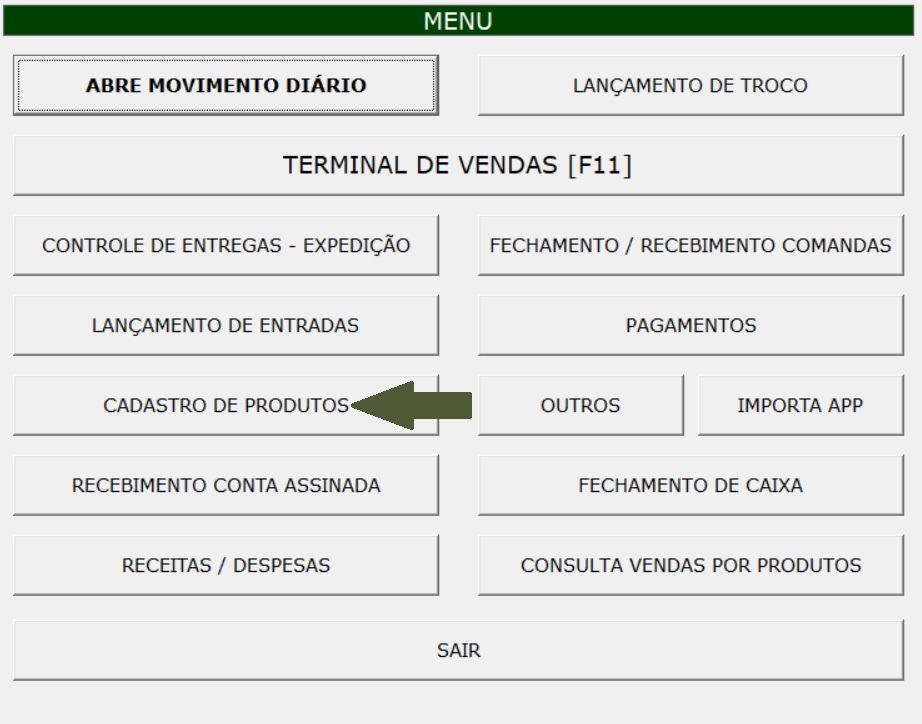 MENU
ABRE MOVIMENTO DIÁRIO
LANÇAMENTO DE TROCO
TERMINAL DE VENDAS [F11]
CONTROLE DE ENTREGAS - EXPEDIÇÃO
FECHAMENTO / RECEBIMENTO COMANDAS
LANÇAMENTO DE ENTRADAS
PAGAMENTOS
CADASTRO DE PRODUTOS
OUTROS
IMPORTA APP
RECEBIMENTO CONTA ASSINADA
FECHAMENTO DE CAIXA
RECEITAS / DESPESAS
CONSULTA VENDAS POR PRODUTOS
SAIR